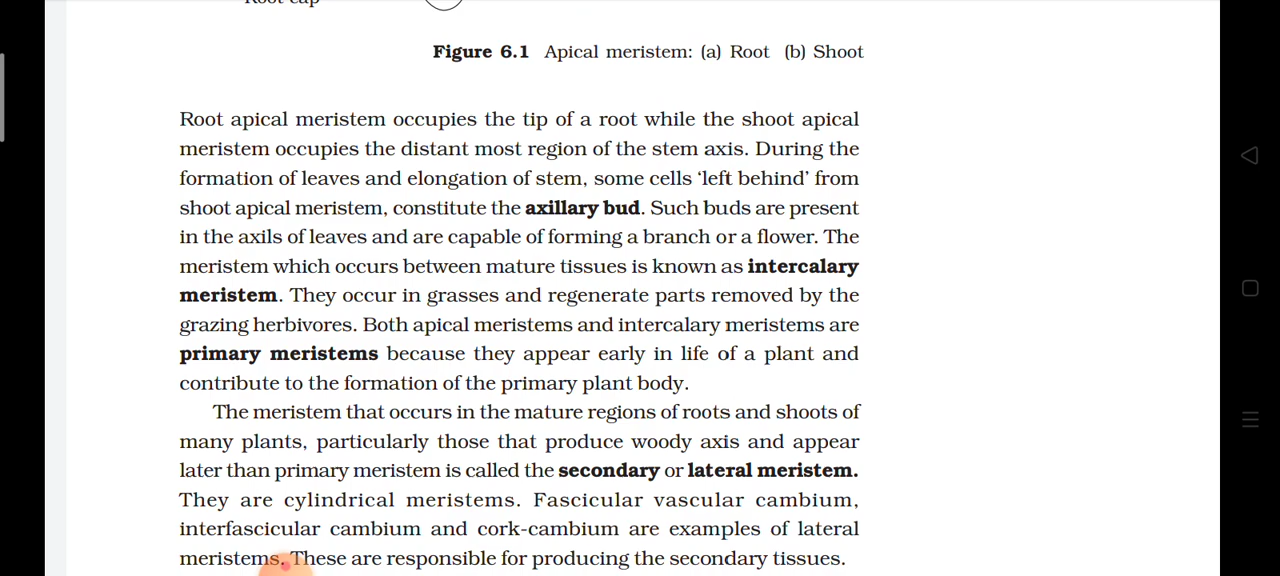 Root cap
Figure 6.1 Apical meristem: (a) Root (b) Shoot
Root apical meristem occupies the tip of a root while the shoot apical
meristem occupies the distant most region of the stem axis. During the
formation of leaves and elongation of stem, some cells ‘left behind’ from
shoot apical meristem, constitute the axillary bud. Such buds are present
in the axils of leaves and are capable of forming a branch or a flower. The
meristem which occurs between mature tissues is known as intercalary
meristem. They occur in grasses and regenerate parts removed by the
grazing herbivores. Both apical meristems and intercalary meristems are
primary meristems because they appear early in life of a plant and
contribute to the formation of the primary plant body.
The meristem that occurs in the mature regions of roots and shoots of
many plants, particularly those that produce woody axis and appear
later than primary meristem is called the secondary or lateral meristem.
They are cylindrical meristems. Fascicular vascular cambium,
interfascicular cambium and cork-cambium are examples of lateral
meristems. These are responsible for producing the secondary tissues.